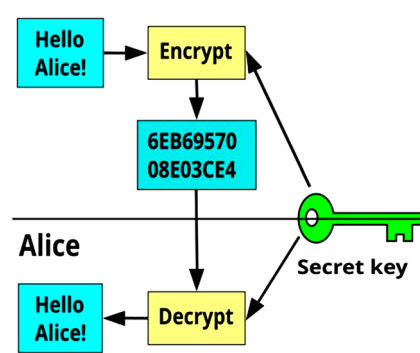 Hello
Alice!
Encrypt
6EB69570
08E03CE4
Alice
Secret key
Hello
Alice!
Decrypt